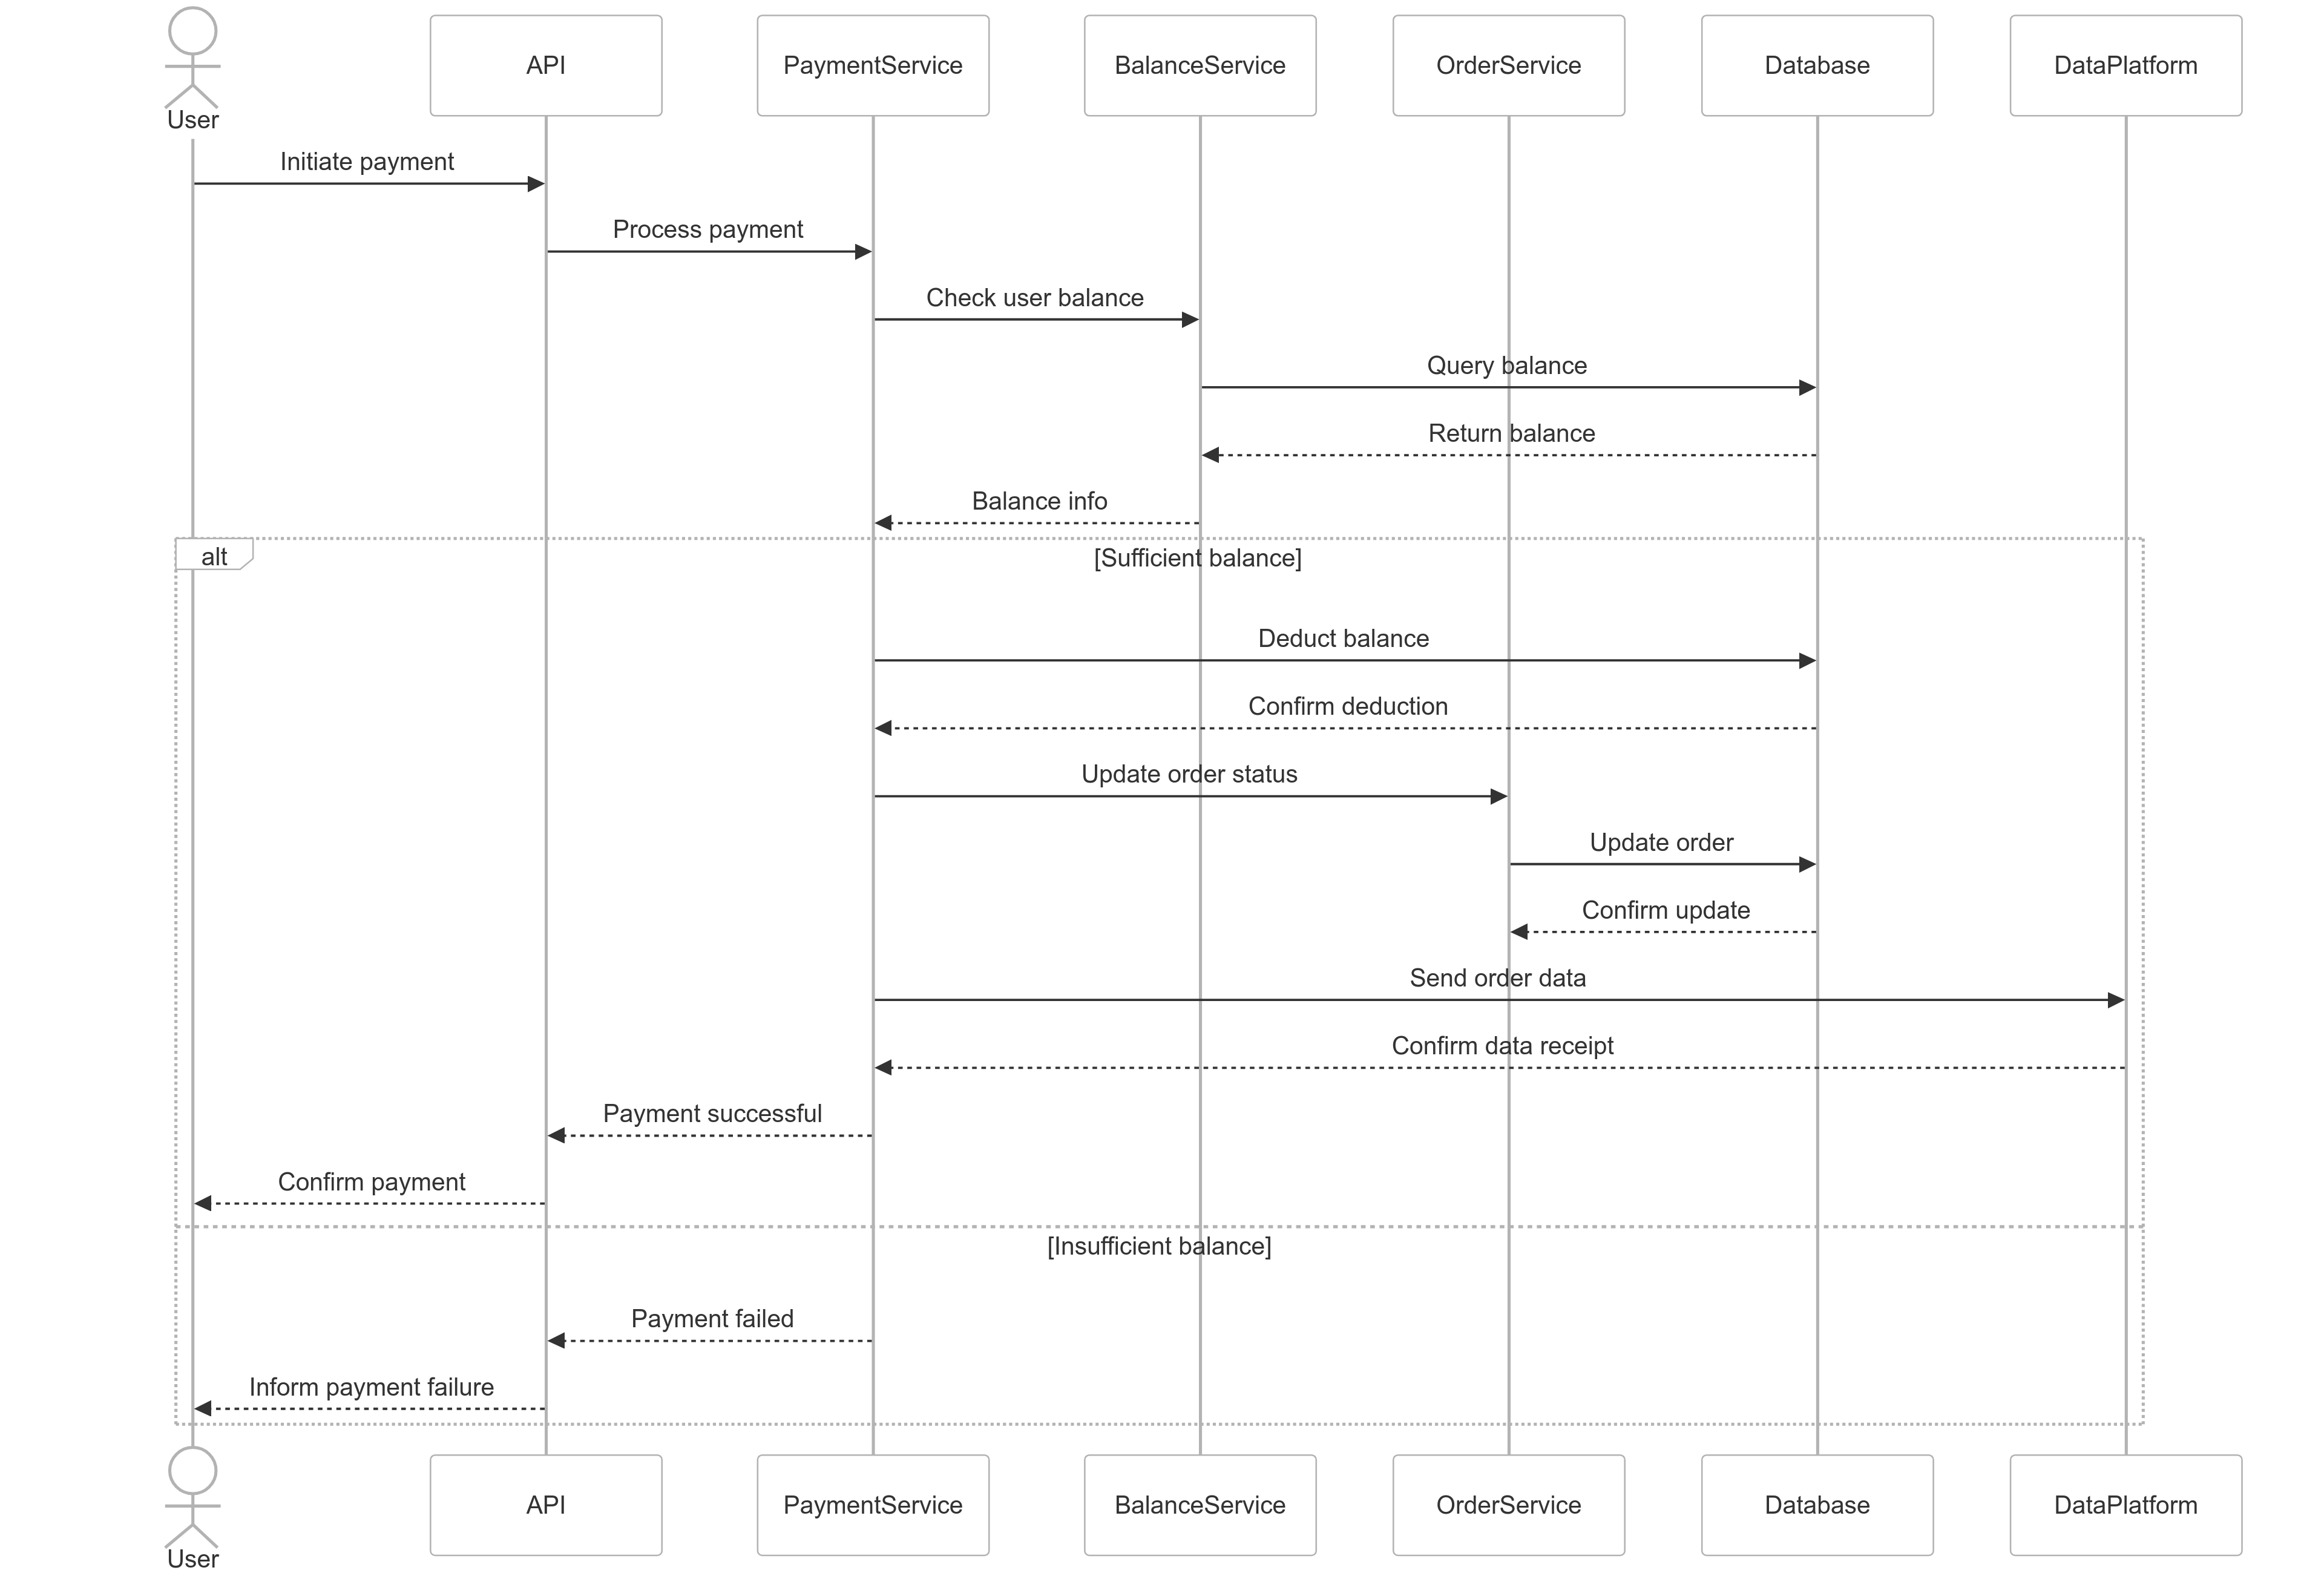 User
API
PaymentService
BalanceService
OrderService
Database
DataPlatform
Initiate payment
Process payment
Check user balance
Query balance
Return balance
Balance info
alt
[Sufficient balance]
Deduct balance
Confirm deduction
Update order status
Update order
Confirm update
Send order data
Confirm data receipt
Payment successful
Confirm payment
[Insufficient balance]
Payment failed
Inform payment failure
User
API
PaymentService
BalanceService
OrderService
Database
DataPlatform